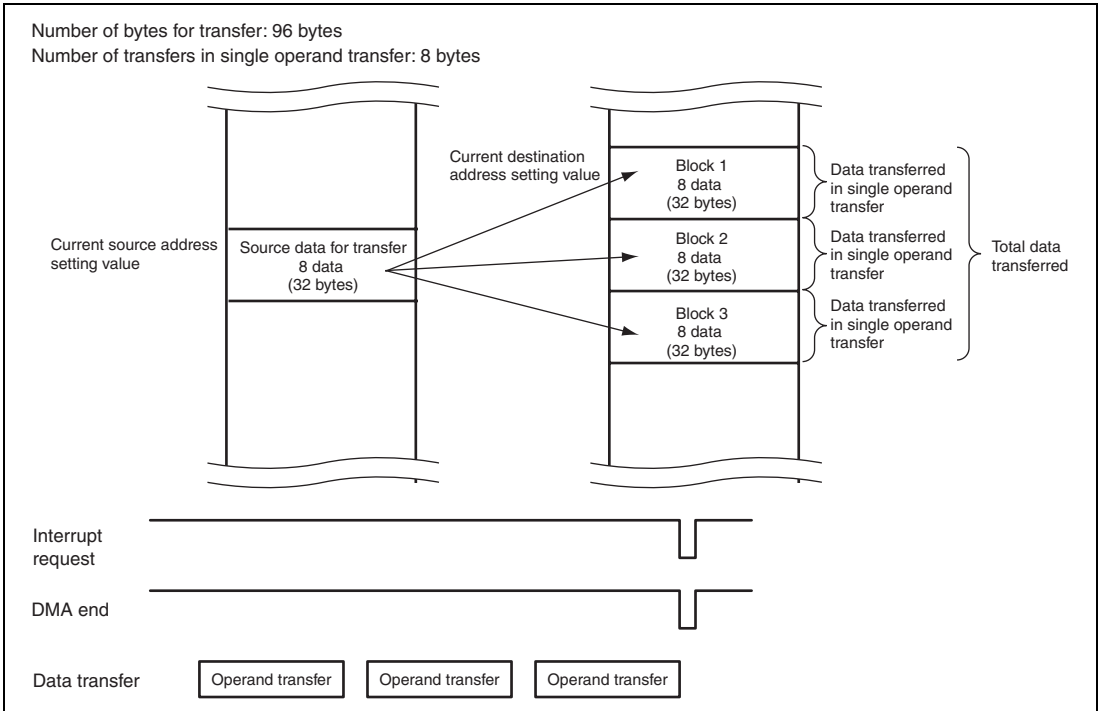 Number of bytes for transfer: 96 bytes
Number of transfers in single operand transfer: 8 bytes
Current source address
setting value
Source data for transfer
8 data
(32 bytes)
Current destination
address setting value
Block 1
8 data
(32 bytes)
Data transferred
in single operand
transfer
Block 2
8 data
(32 bytes)
Data transferred
in single operand
transfer
Block 3
8 data
(32 bytes)
Data transferred
in single operand
transfer
Total data
transferred
Interrupt
request
DMA end
Data transfer
Operand transfer
Operand transfer
Operand transfer